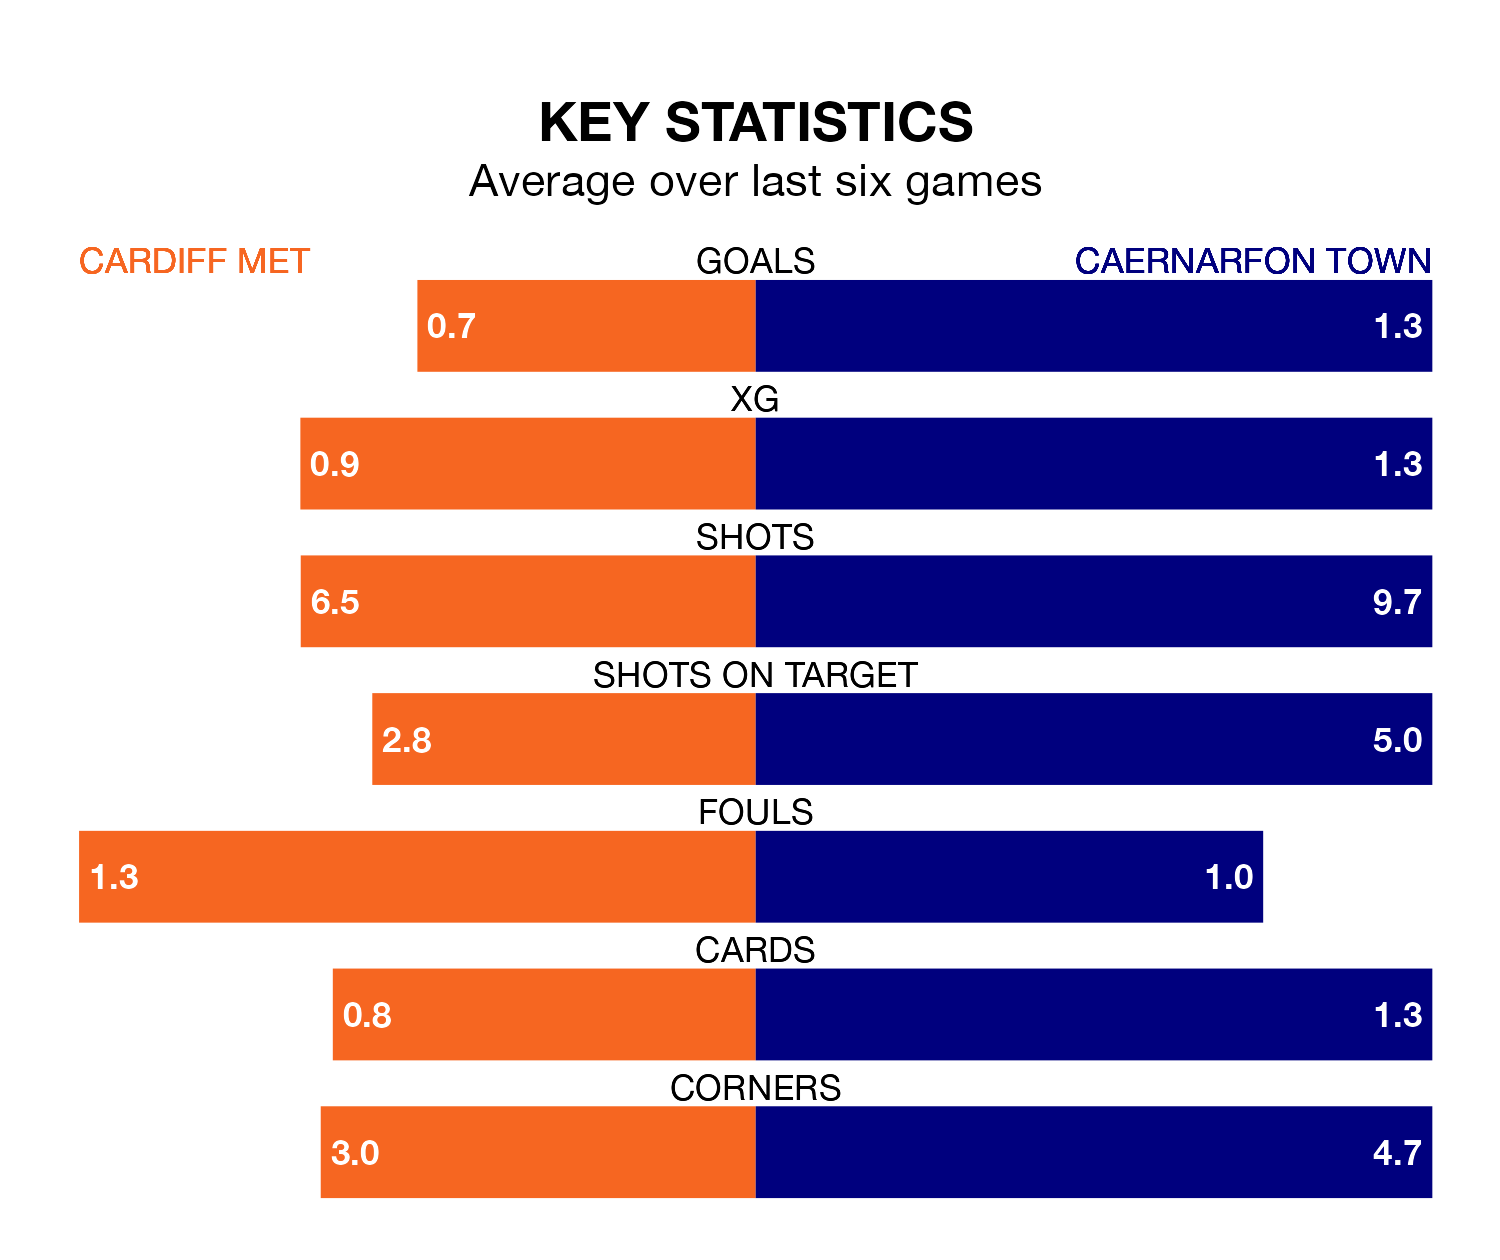 KEY STATISTICS
Average over last six games
CARDIFF MET GOALS CAERNARFON TOWN
0.7 1.3
XG
0.9 1.3
SHOTS
6.5 9.7
SHOTS ON TARGET
2.8 5.0
FOULS
1.3 1.0
CARDS
0.8 1.3
CORNERS
3.0 4.7